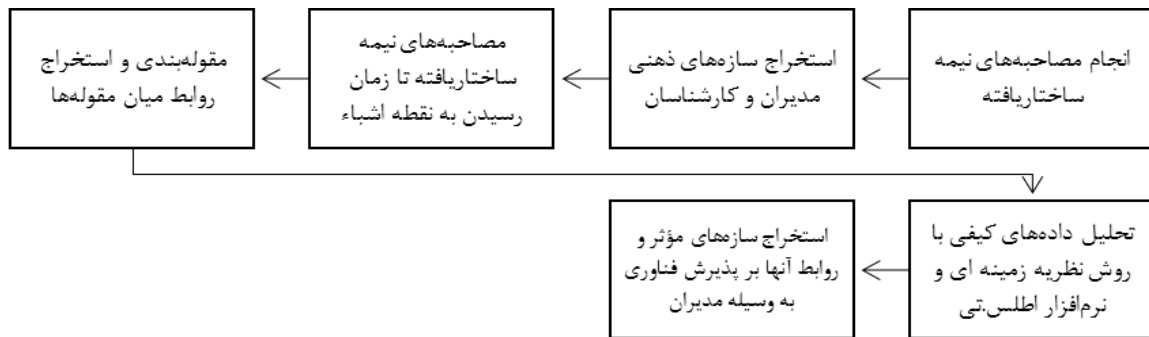 انجام مصاحبه‌های نیمه
ساختاریافته
استخراج سازه‌های ذهنی
مدیران و کارشناسان
مصاحبه‌های نیمه
ساختاریافته تا زمان
رسیدن به نقطه اشباء
مقوله‌بندی و استخراج
روابط میان مقوله‌ها
تحلیل داده‌های کیفی با
روش نظریه زمینه ای و
نرم‌افزار اطلس.تی
استخراج سازه‌های مؤثر و
روابط آنها بر پذیرش فناوری
به وسیله مدیران